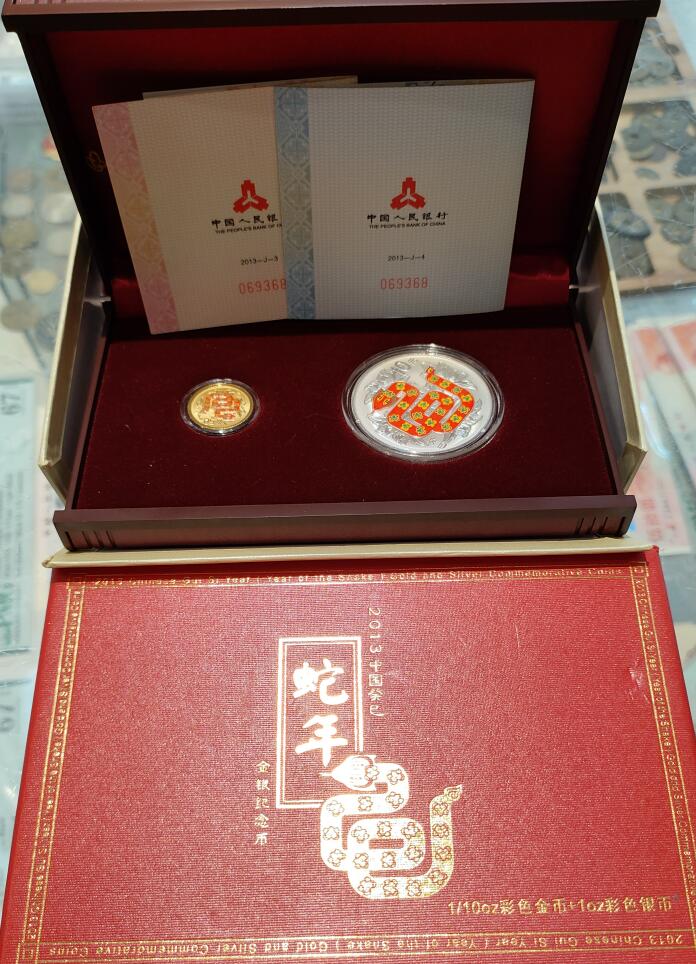 中国人民银
THE PEOPLE'S BANK OF
2013-J-3
069368
中国人民银行
THE PEOPLE'S BANK OF CHINA
2013-J-4
069368
2013 Chinese Gui Si Year / Year of the Snake / Gold and Silver Commemorative Coins
2013中国癸巳
蛇年
金银纪念币
1/10oz彩色金币+1oz彩色银币
2013 Chinese Gui Si Year / Year of the Snake / Gold and Silver Commemorative Coins
67